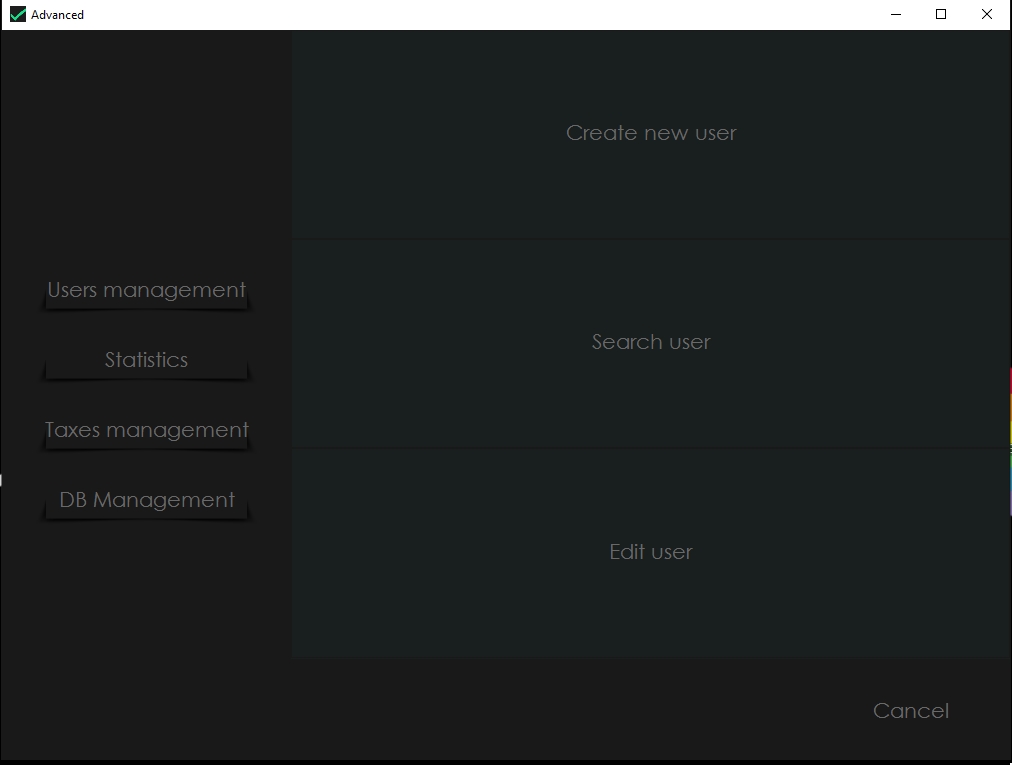 Advanced
Create new user
Users management
Search user
Statistics
Taxes management
DB Management
Edit user
Cancel